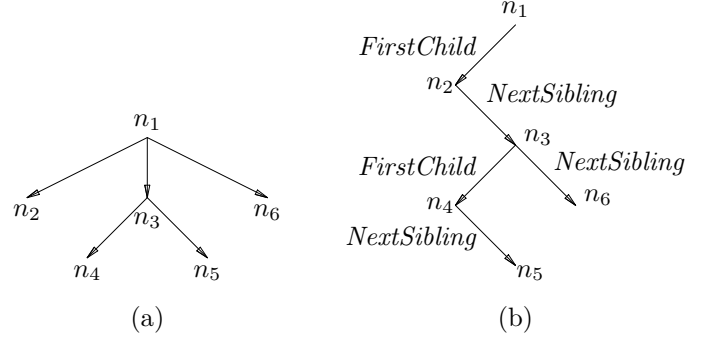 n₁
FirstChild
n₂
NextSibling
n₁
n₃
FirstChild
NextSibling
n₂
n₃
n₆
n₄
n₆
NextSibling
n₄
n₅
n₅
(a)
(b)